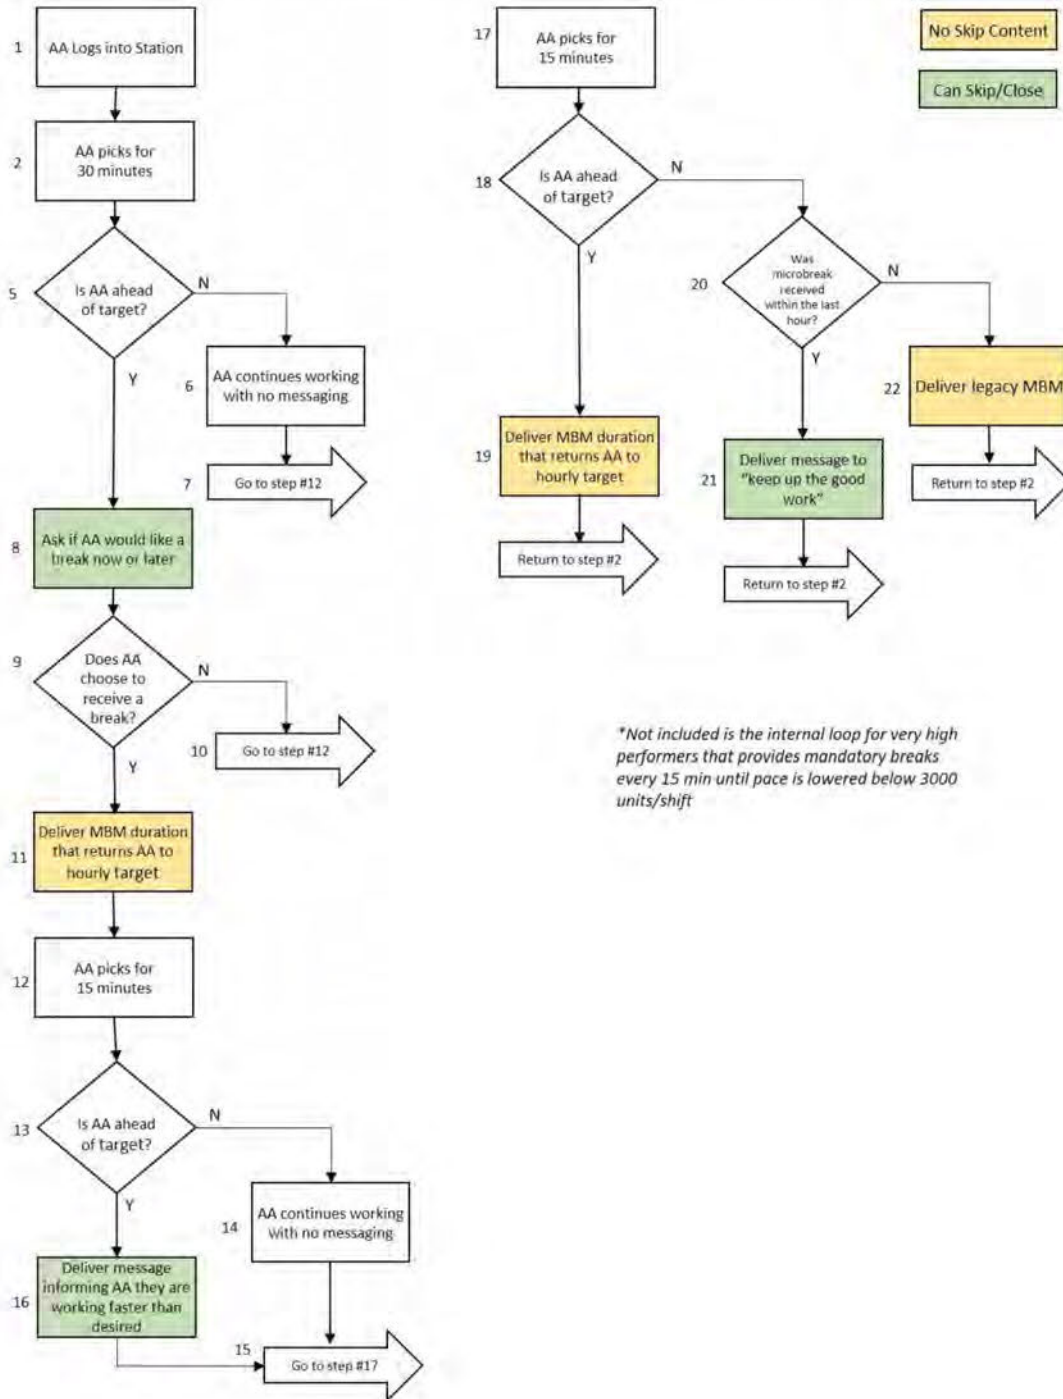 1
AA Logs into Station
2
AA picks for
30 minutes
5
Is AA ahead
of target?
N
Y
6
AA continues working
with no messaging
7
Go to step #12
8
Ask if AA would like a
break now or later
9
Does AA
choose to
receive a
break?
N
Y
10
Go to step #12
11
Deliver MBM duration
that returns AA to
hourly target
12
AA picks for
15 minutes
13
Is AA ahead
of target?
N
Y
14
AA continues working
with no messaging
16
Deliver message
informing AA they are
working faster than
desired
15
Go to step #17
17
AA picks for
15 minutes
18
Is AA ahead
of target?
N
Y
19
Deliver MBM duration
that returns AA to
hourly target
Return to step #2
20
Was
microbreak
received
within the last
hour?
N
Y
21
Deliver message to
"keep up the good
work"
Return to step #2
22
Deliver legacy MBM
Return to step #2
No Skip Content
Can Skip/Close
*Not included is the internal loop for very high
performers that provides mandatory breaks
every 15 min until pace is lowered below 3000
units/shift